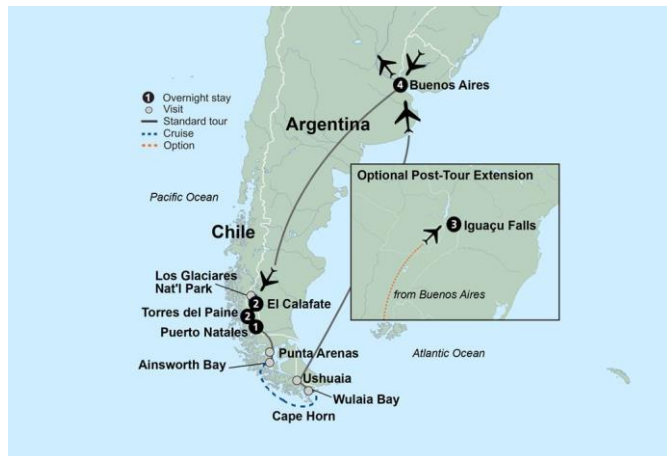 1 Overnight stay
Visit
Standard tour
Cruise
Option
4 Buenos Aires
Argentina
Optional Post-Tour Extension
Pacific Ocean
3 Iguaçu Falls
Chile
Los Glaciares
Nat'l Park
2 El Calafate
Torres del Paine 2
from Buenos Aires
Puerto Natales 1
Punta Arenas
Atlantic Ocean
Ainsworth Bay
Ushuaia
Wulaia Bay
Cape Horn